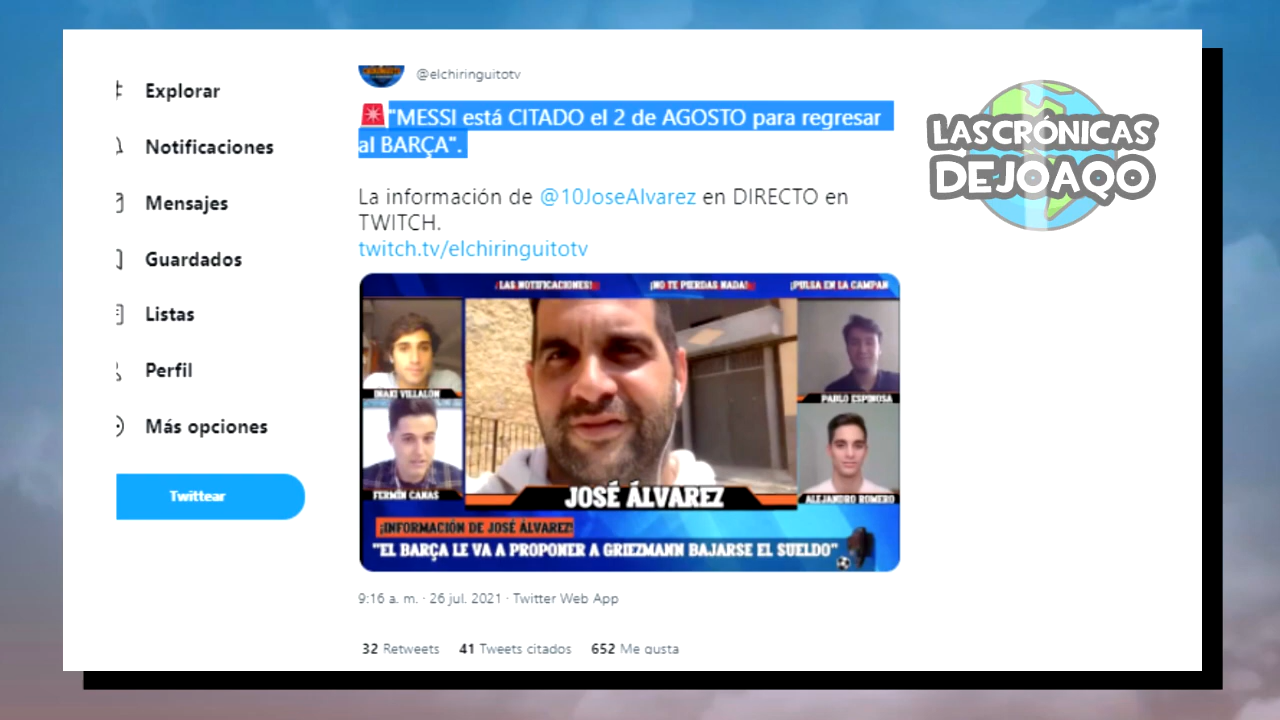 Explorar
Notificaciones
Mensajes
Guardados
Listas
Perfil
Más opciones
Twittear
@elchiringuitotv
"MESSI está CITADO el 2 de AGOSTO para regresar
al BARÇA".
La información de @10JoseAlvarez en DIRECTO en
TWITCH.
twitch.tv/elchiringuitotv
¡LAS NOTIFICACIONES! ¡NO TE PIERDAS NADA! ¡PULSA EN LA CAMPAN
IÑAKI VILLALÓN
PABLO ESPINOSA
FERMÍN CANAS
ALEJANDRO ROMERO
JOSÉ ÁLVAREZ
¡INFORMACIÓN DE JOSÉ ÁLVAREZ!
"EL BARÇA LE VA A PROPONER A GRIEZMANN BAJARSE EL SUELDO"
9:16 a. m. · 26 jul. 2021 · Twitter Web App
32 Retweets 41 Tweets citados 652 Me gusta
LAS CRÓNICAS
DE JOAQO